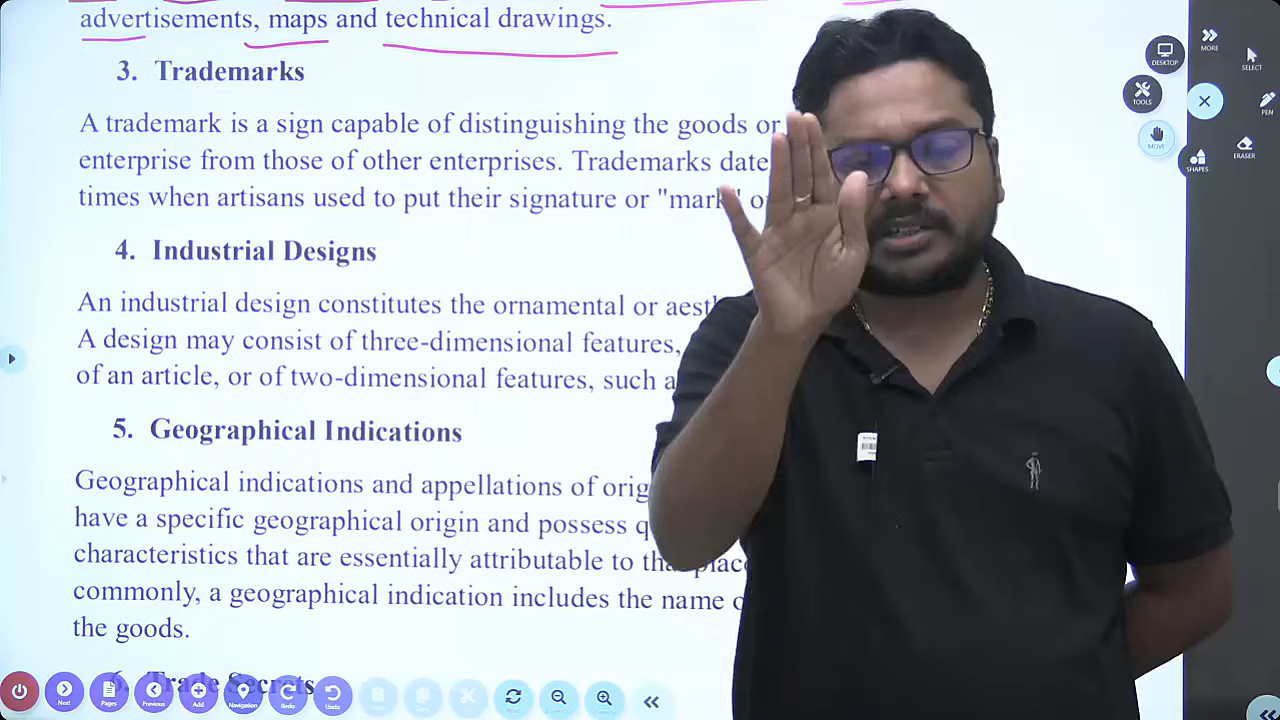 advertisements, maps and technical drawings.
3. Trademarks
A trademark is a sign capable of distinguishing the goods or
enterprise from those of other enterprises. Trademarks date
times when artisans used to put their signature or "mark"
4. Industrial Designs
An industrial design constitutes the ornamental or
A design may consist of three-dimensional features,
of an article, or of two-dimensional features, such
5. Geographical Indications
Geographical indications and appellations of
have a specific geographical origin and possess
characteristics that are essentially attributable to
commonly, a geographical indication includes the name
the goods.
6. Trade Secrets
DESKTOP
MORE
SELECT
TOOLS
PEN
MOVE
SHAPES
ERASER
Next
Pages
Previous
Add
Navigation
Redo
Undo